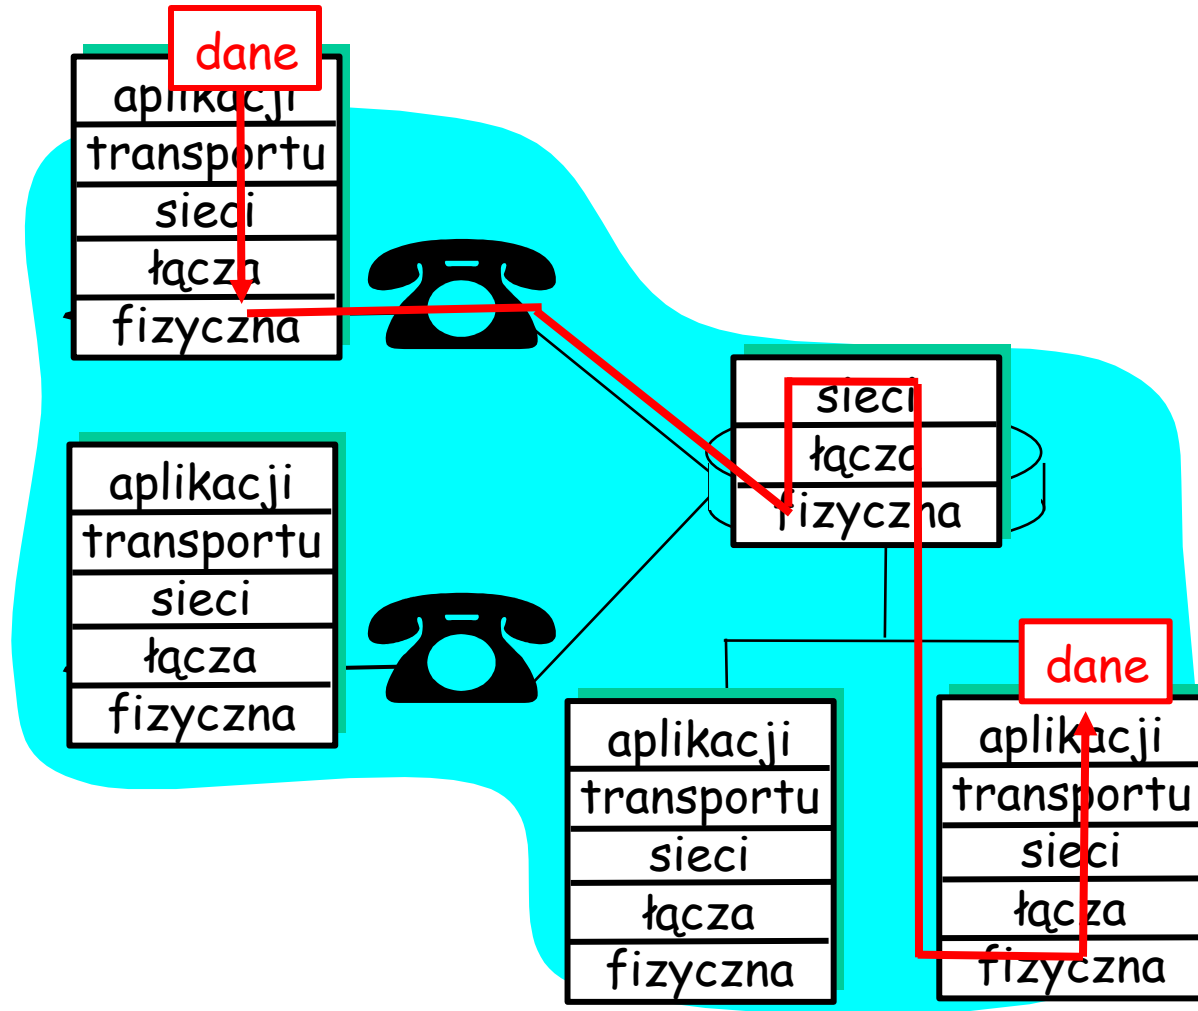 dane
aplikacji
transportu
sieci
łącza
fizyczna
aplikacji
transportu
sieci
łącza
fizyczna
sieci
łącza
fizyczna
aplikacji
transportu
sieci
łącza
fizyczna
dane
aplikacji
transportu
sieci
łącza
fizyczna